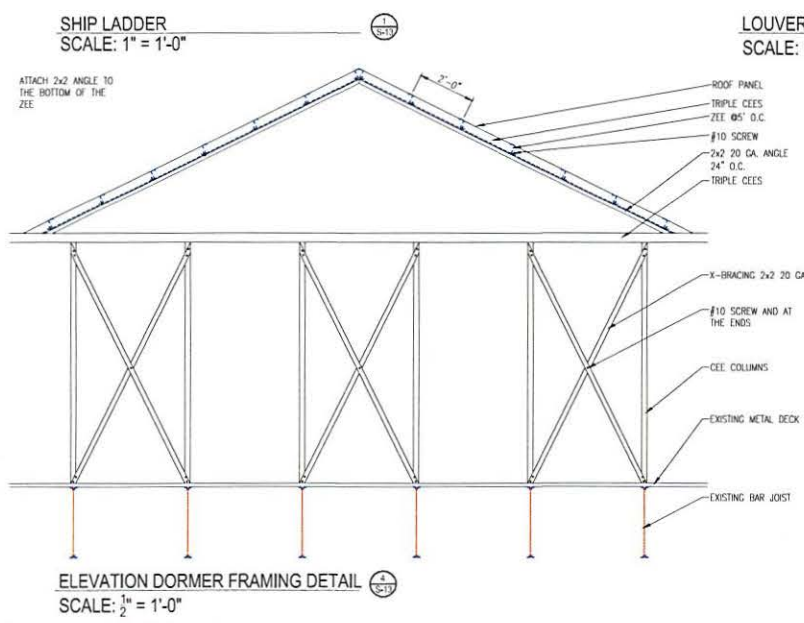 SHIP LADDER
SCALE: 1" = 1'-0"
1
S-13
LOUVER
SCALE:
ATTACH 2x2 ANGLE TO
THE BOTTOM OF THE
ZEE
2'-0"
ROOF PANEL
TRIPLE CEES
ZEE @5' O.C.
#10 SCREW
2x2 20 GA. ANGLE
24" O.C.
TRIPLE CEES
X-BRACING 2x2 20 GA
#10 SCREW AND AT
THE ENDS
CEE COLUMNS
EXISTING METAL DECK
EXISTING BAR JOIST
ELEVATION DORMER FRAMING DETAIL
SCALE: ½" = 1'-0"
4
S-13